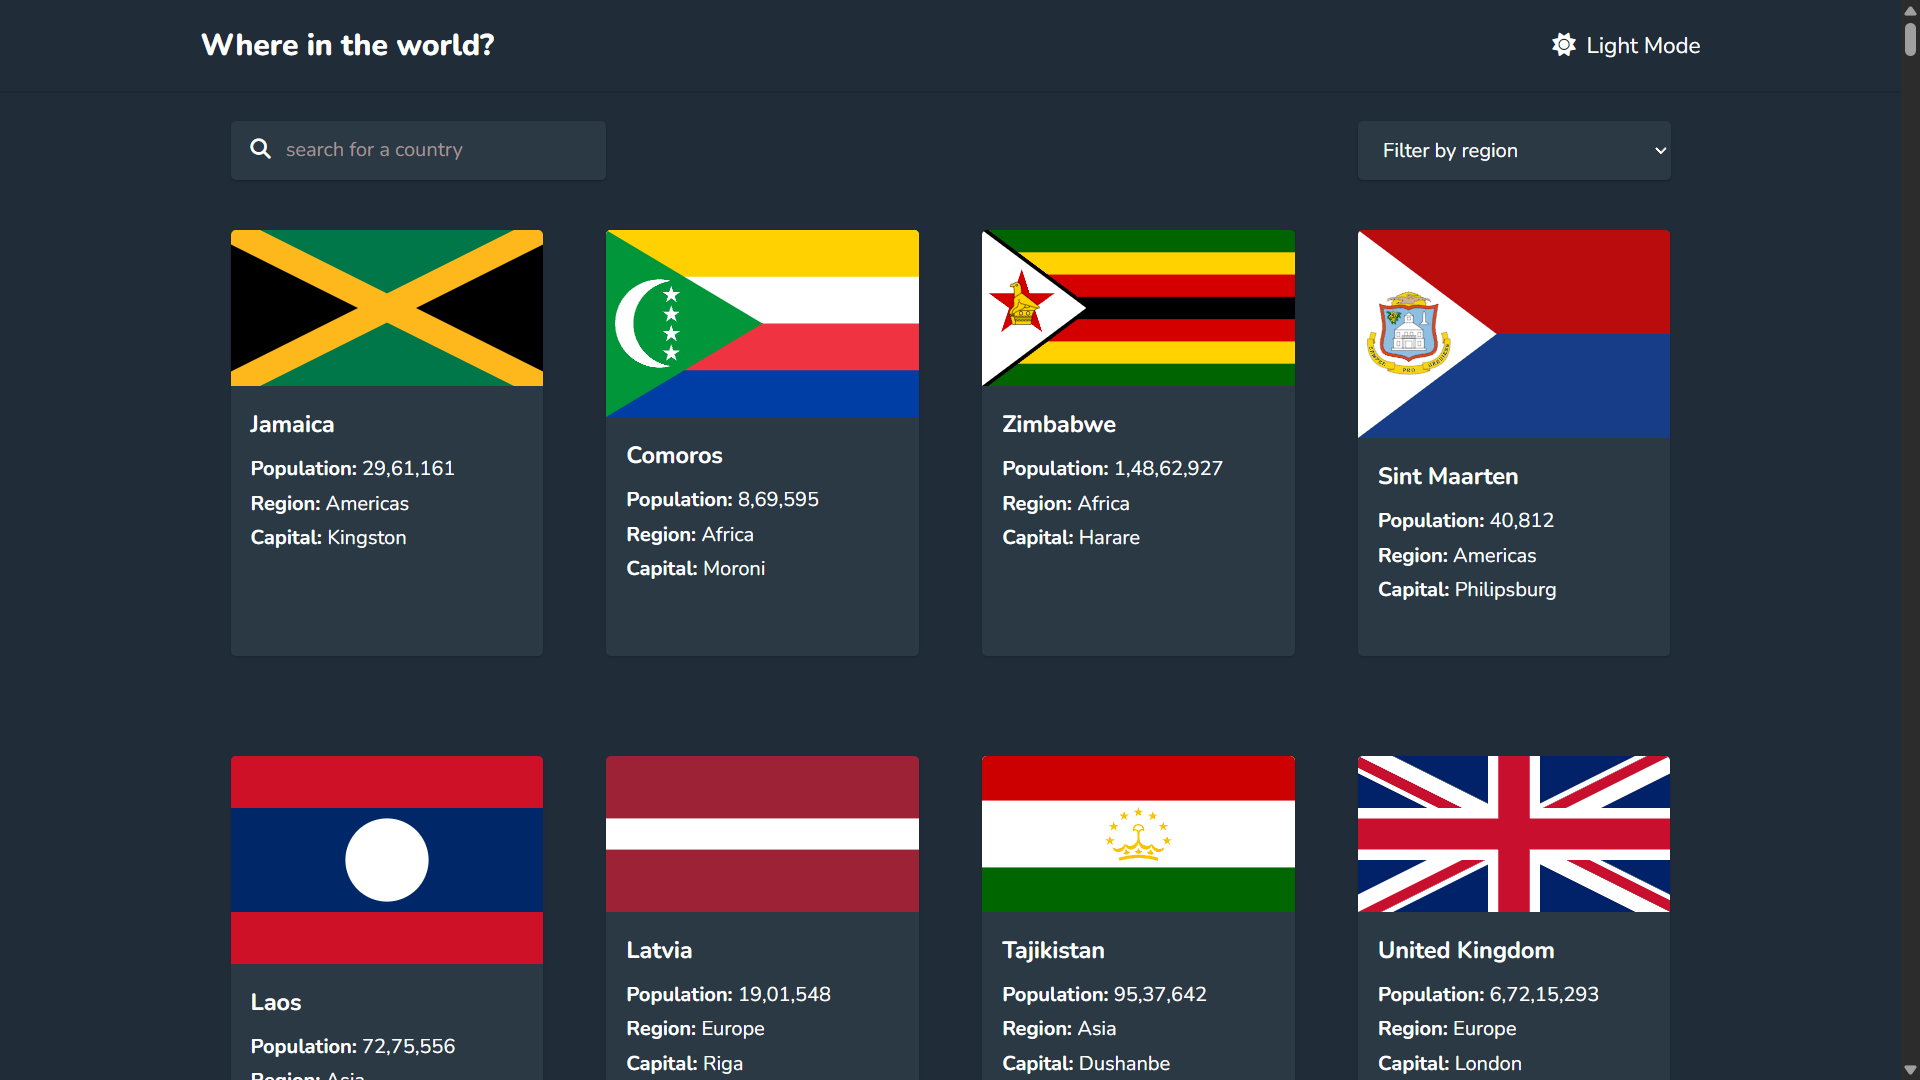 Where in the world?
Light Mode
search for a country
Filter by region
Jamaica
Population: 29,61,161
Region: Americas
Capital: Kingston
Comoros
Population: 8,69,595
Region: Africa
Capital: Moroni
Zimbabwe
Population: 1,48,62,927
Region: Africa
Capital: Harare
Sint Maarten
Population: 40,812
Region: Americas
Capital: Philipsburg
Laos
Population: 72,75,556
Region: Asia
Latvia
Population: 19,01,548
Region: Europe
Capital: Riga
Tajikistan
Population: 95,37,642
Region: Asia
Capital: Dushanbe
United Kingdom
Population: 6,72,15,293
Region: Europe
Capital: London